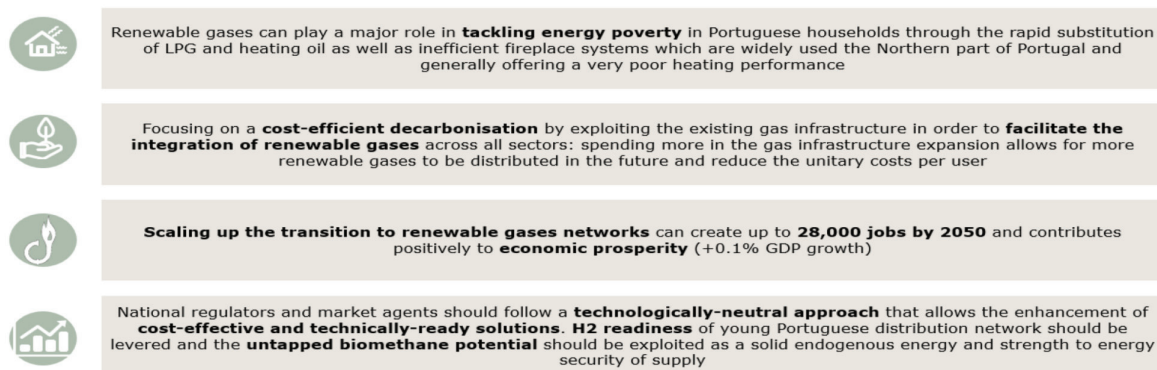 Renewable gases can play a major role in tackling energy poverty in Portuguese households through the rapid substitution
of LPG and heating oil as well as inefficient fireplace systems which are widely used the Northern part of Portugal and
generally offering a very poor heating performance
Focusing on a cost-efficient decarbonisation by exploiting the existing gas infrastructure in order to facilitate the
integration of renewable gases across all sectors: spending more in the gas infrastructure expansion allows for more
renewable gases to be distributed in the future and reduce the unitary costs per user
Scaling up the transition to renewable gases networks can create up to 28,000 jobs by 2050 and contributes
positively to economic prosperity (+0.1% GDP growth)
National regulators and market agents should follow a technologically-neutral approach that allows the enhancement of
cost-effective and technically-ready solutions. H2 readiness of young Portuguese distribution network should be
levered and the untapped biomethane potential should be exploited as a solid endogenous energy and strength to energy
security of supply